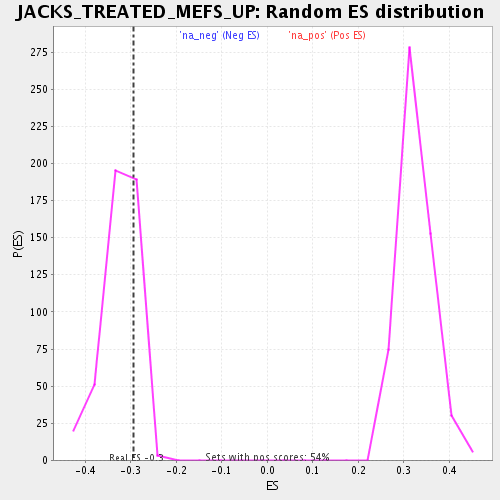 JACKS_TREATED_MEFS_UP: Random ES distribution
'na_neg' (Neg ES) 'na_pos' (Pos ES)
275
250
225
200
175
150
125
100
75
50
25
0
P(ES)
Real ES -0.3
Sets with pos scores: 54%
-0.4 -0.3 -0.2 -0.1 0.0 0.1 0.2 0.3 0.4
ES